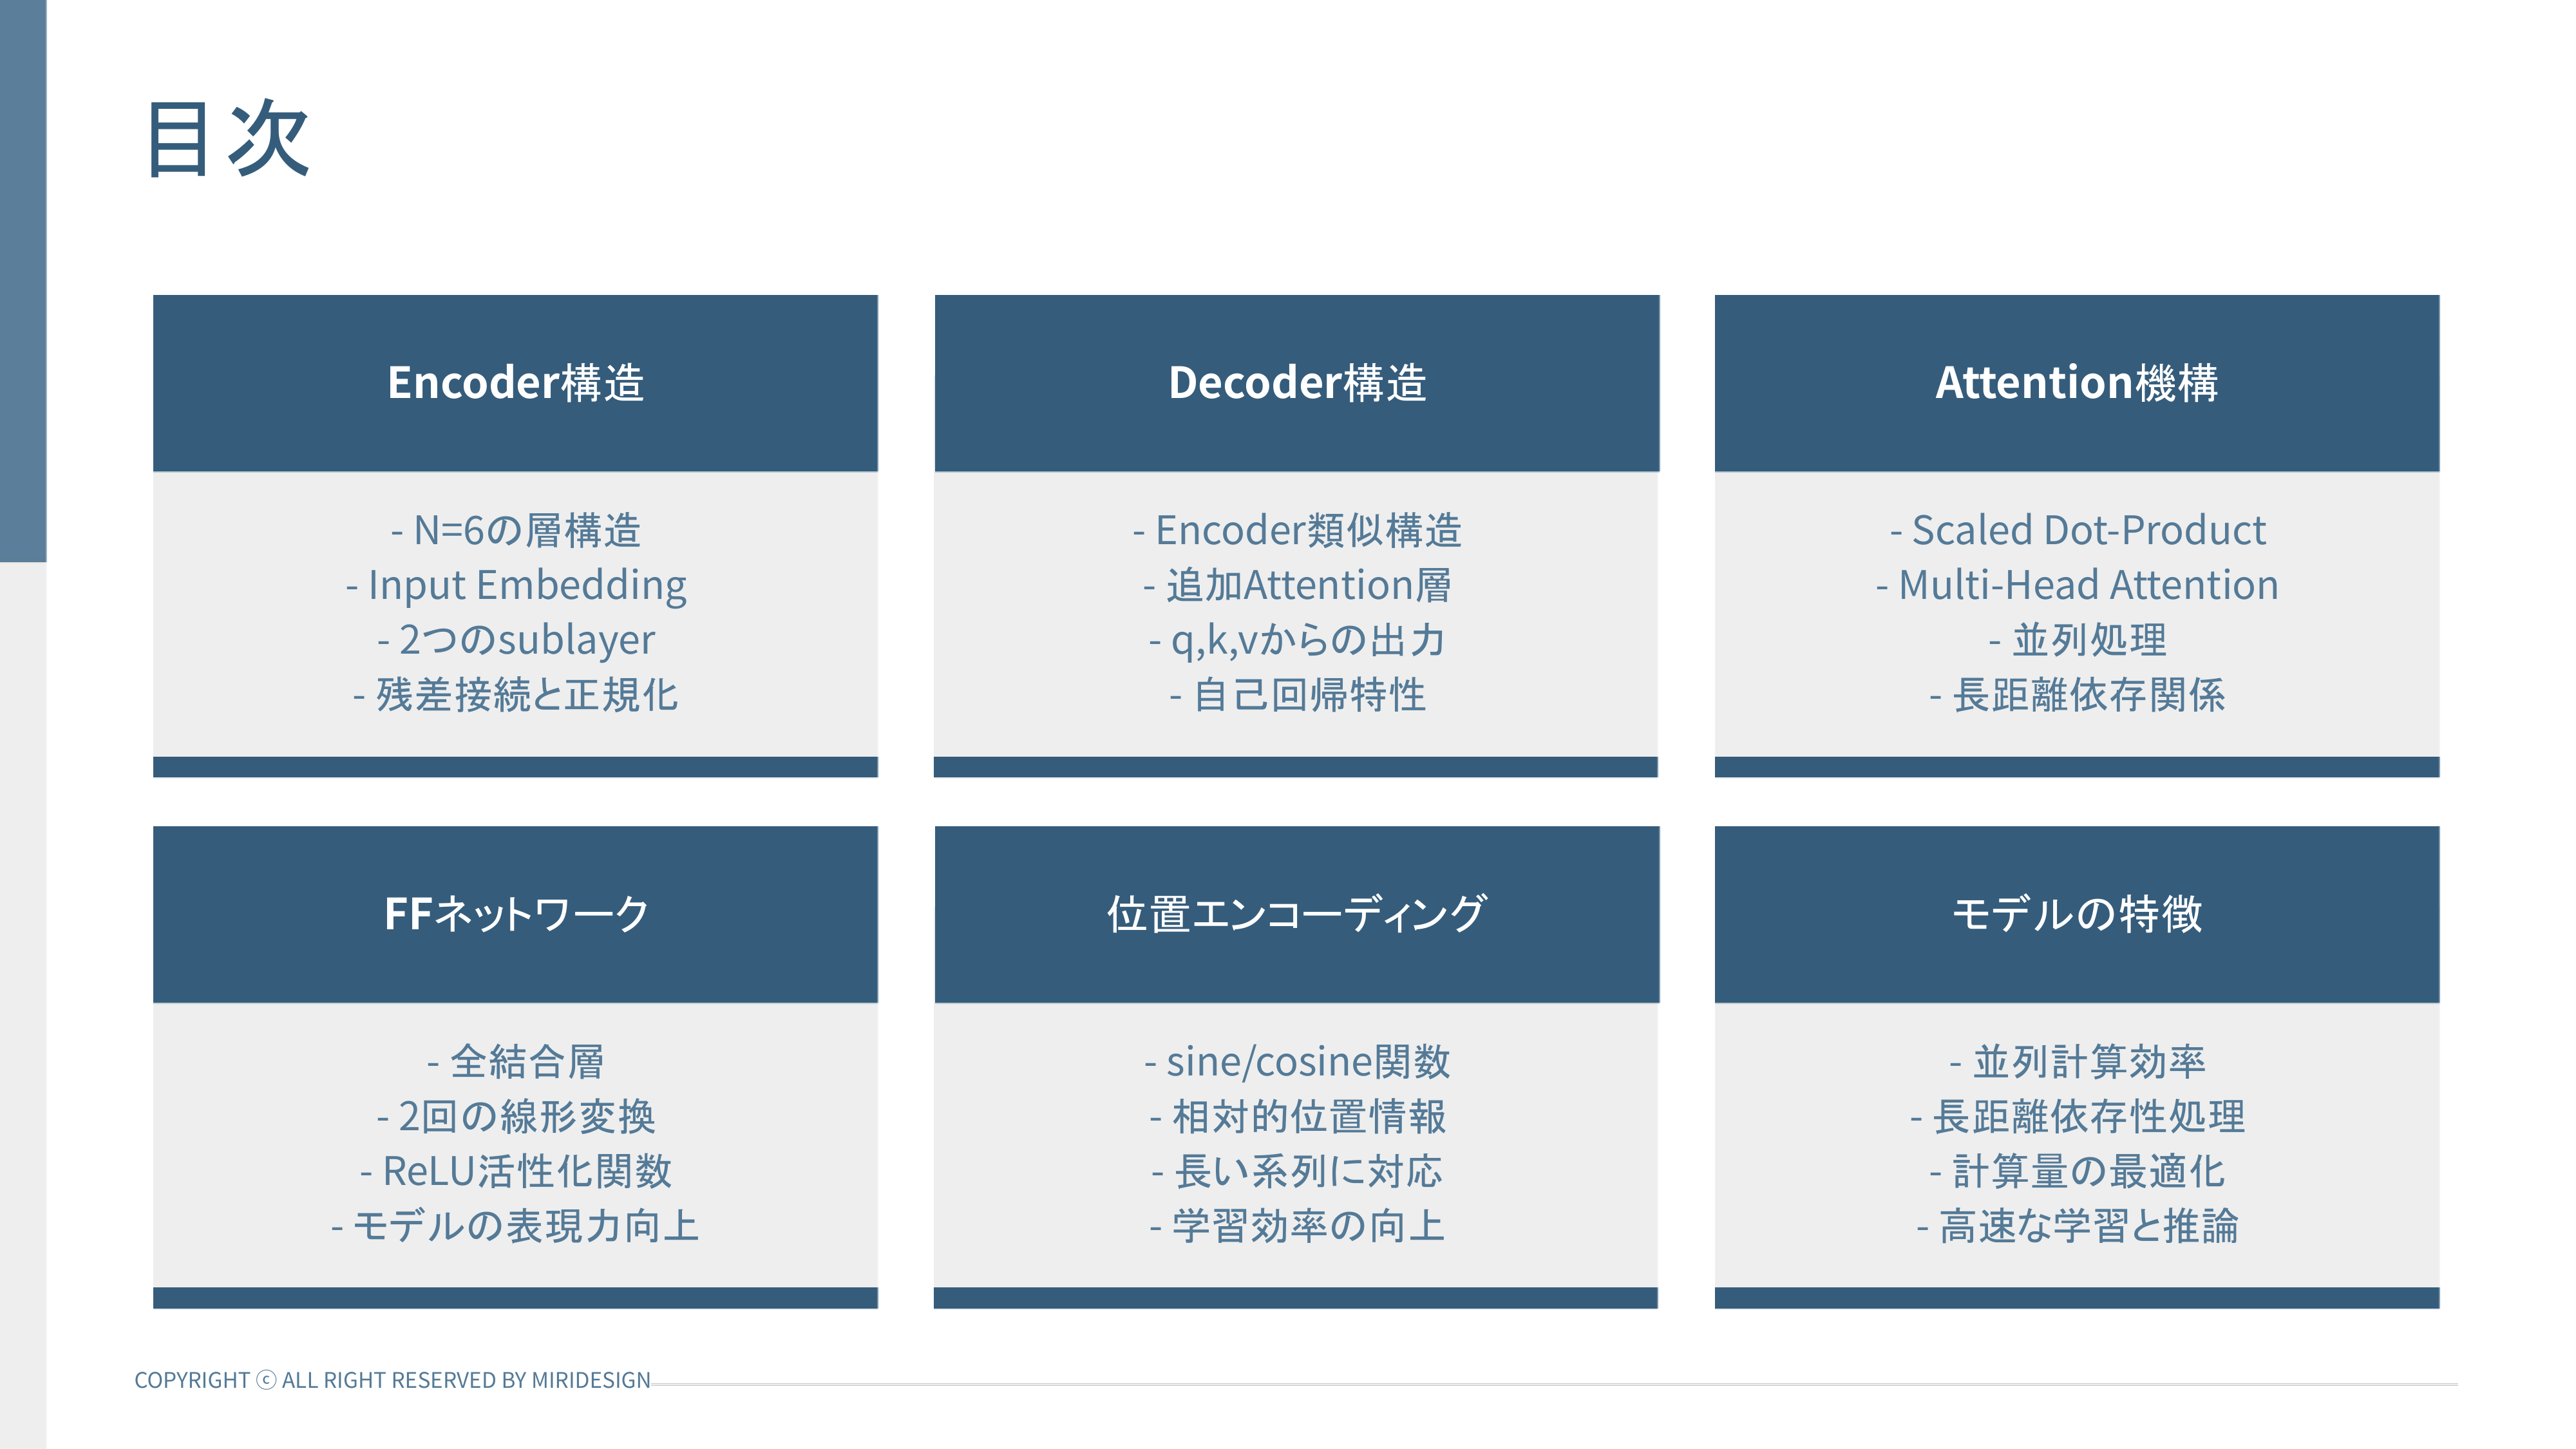 目次
Encoder構造
- N=6の層構造
- Input Embedding
- 2つのsublayer
- 残差接続と正規化
Decoder構造
- Encoder類似構造
- 追加Attention層
- q,k,vからの出力
- 自己回帰特性
Attention機構
- Scaled Dot-Product
- Multi-Head Attention
- 並列処理
- 長距離依存関係
FFネットワーク
- 全結合層
- 2回の線形変換
- ReLU活性化関数
- モデルの表現力向上
位置エンコーディング
- sine/cosine関数
- 相対的位置情報
- 長い系列に対応
- 学習効率の向上
モデルの特徴
- 並列計算効率
- 長距離依存性処理
- 計算量の最適化
- 高速な学習と推論
COPYRIGHT ⓒ ALL RIGHT RESERVED BY MIRIDESIGN